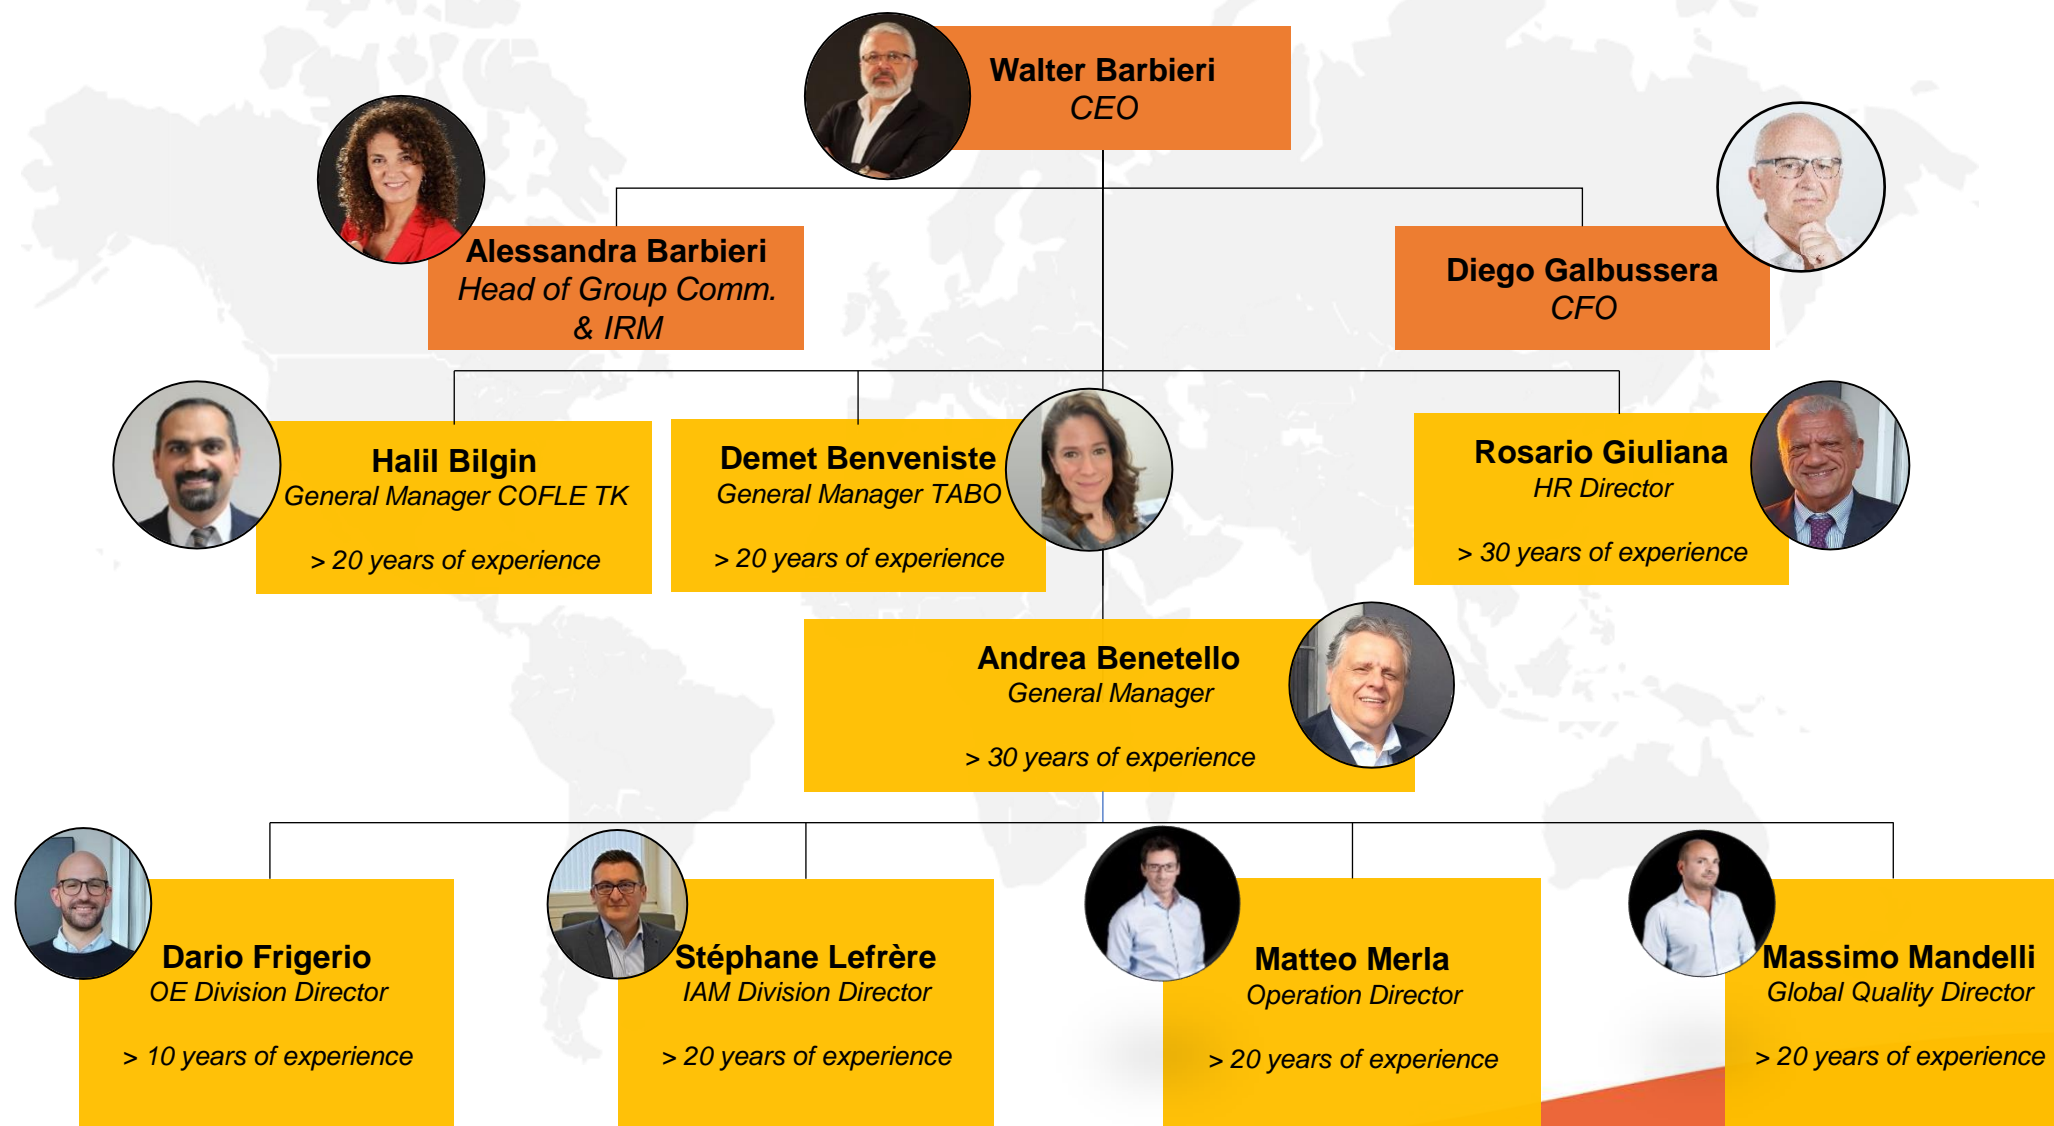 Walter Barbieri
CEO
Alessandra Barbieri
Head of Group Comm.
& IRM
Diego Galbussera
CFO
Halil Bilgin
General Manager COFLE TK
> 20 years of experience
Demet Benveniste
General Manager TABO
> 20 years of experience
Rosario Giuliana
HR Director
> 30 years of experience
Andrea Benetello
General Manager
> 30 years of experience
Dario Frigerio
OE Division Director
> 10 years of experience
Stéphane Lefrère
IAM Division Director
> 20 years of experience
Matteo Merla
Operation Director
> 20 years of experience
Massimo Mandelli
Global Quality Director
> 20 years of experience